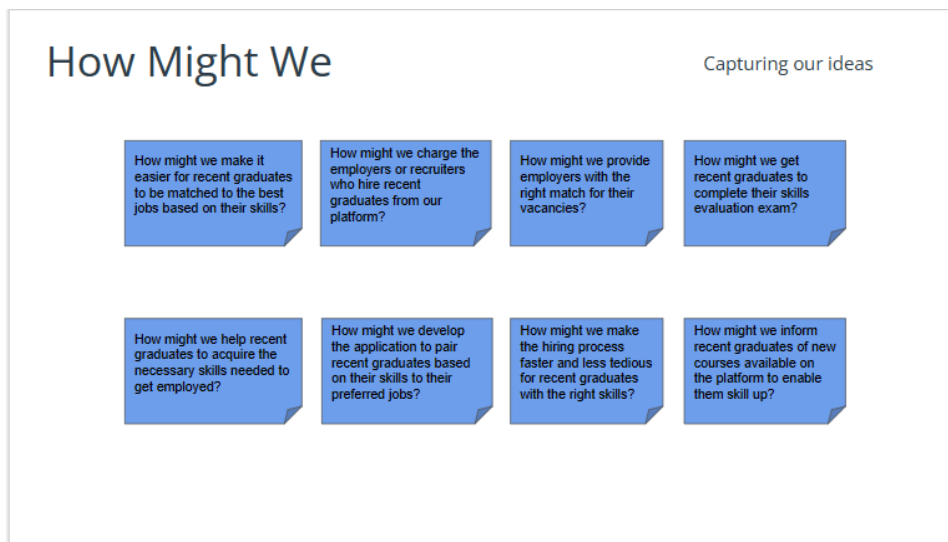 How Might We
Capturing our ideas
How might we make it
easier for recent graduates
to be matched to the best
jobs based on their skills?
How might we charge the
employers or recruiters
who hire recent
graduates from our
platform?
How might we provide
employers with the
right match for their
vacancies?
How might we get
recent graduates to
complete their skills
evaluation exam?
How might we help recent
graduates to acquire the
necessary skills needed to
get employed?
How might we develop
the application to pair
recent graduates based
on their skills to their
preferred jobs?
How might we make
the hiring process
faster and less tedious
for recent graduates
with the right skills?
How might we inform
recent graduates of new
courses available on
the platform to enable
them skill up?